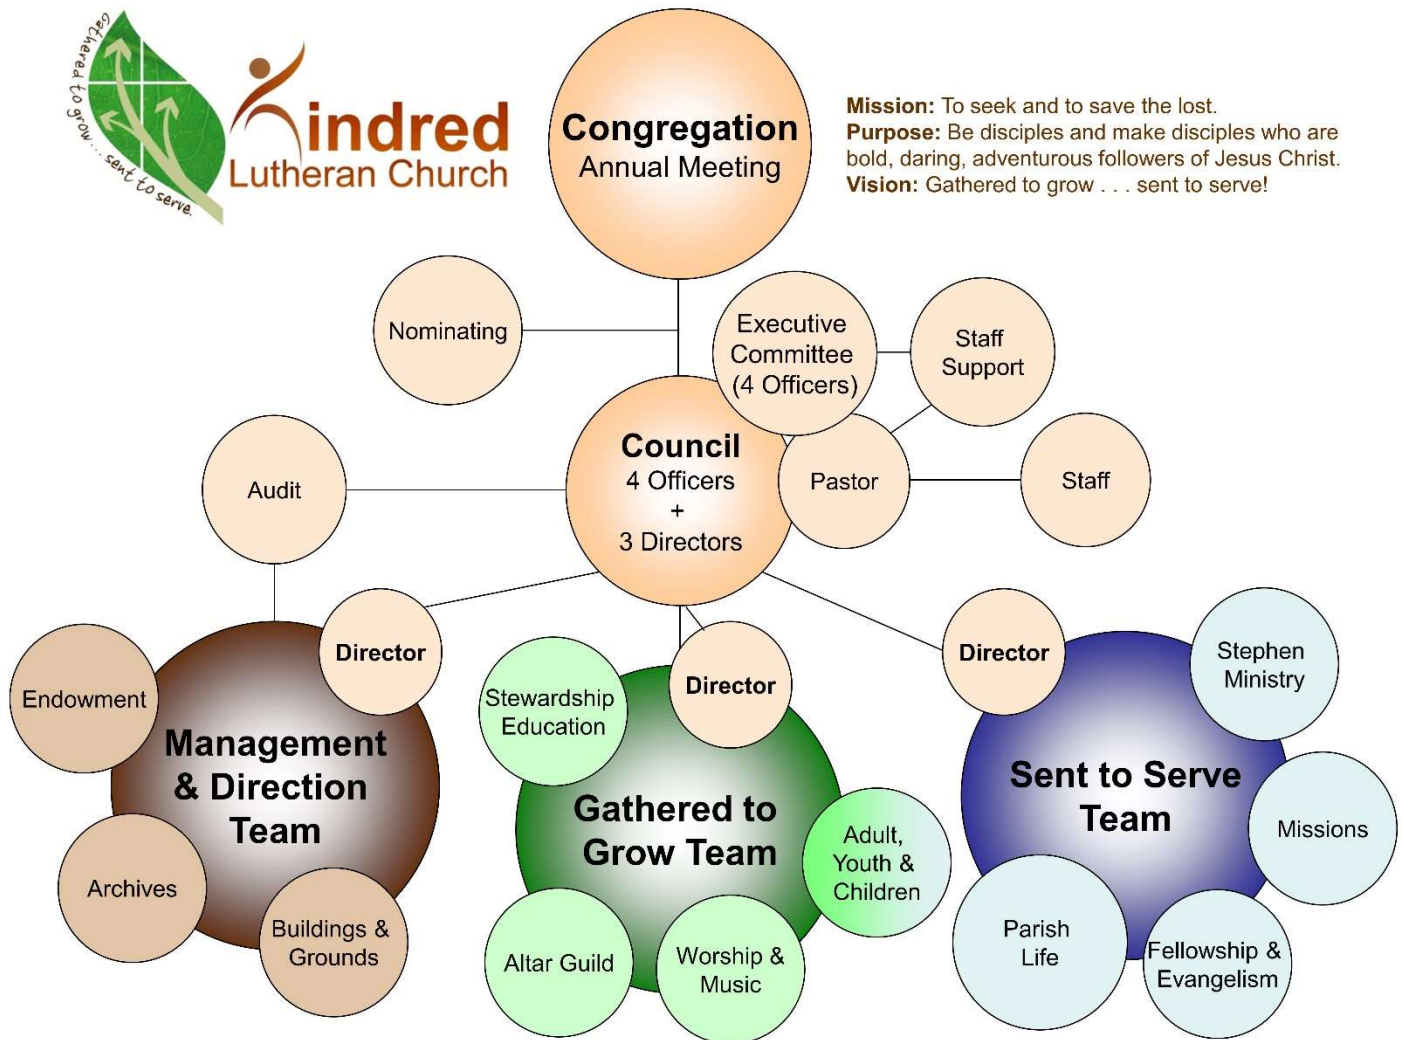 Gathered to grow . . . sent to serve.
Kindred
Lutheran Church
Congregation
Annual Meeting
Mission: To seek and to save the lost.
Purpose: Be disciples and make disciples who are
bold, daring, adventurous followers of Jesus Christ.
Vision: Gathered to grow . . . sent to serve!
Nominating
Executive
Committee
(4 Officers)
Staff
Support
Audit
Council
4 Officers
+
3 Directors
Pastor
Staff
Director
Endowment
Management
& Direction
Team
Archives
Buildings &
Grounds
Stewardship
Education
Director
Gathered to
Grow Team
Adult,
Youth &
Children
Altar Guild
Worship &
Music
Director
Stephen
Ministry
Sent to Serve
Team
Missions
Parish
Life
Fellowship &
Evangelism